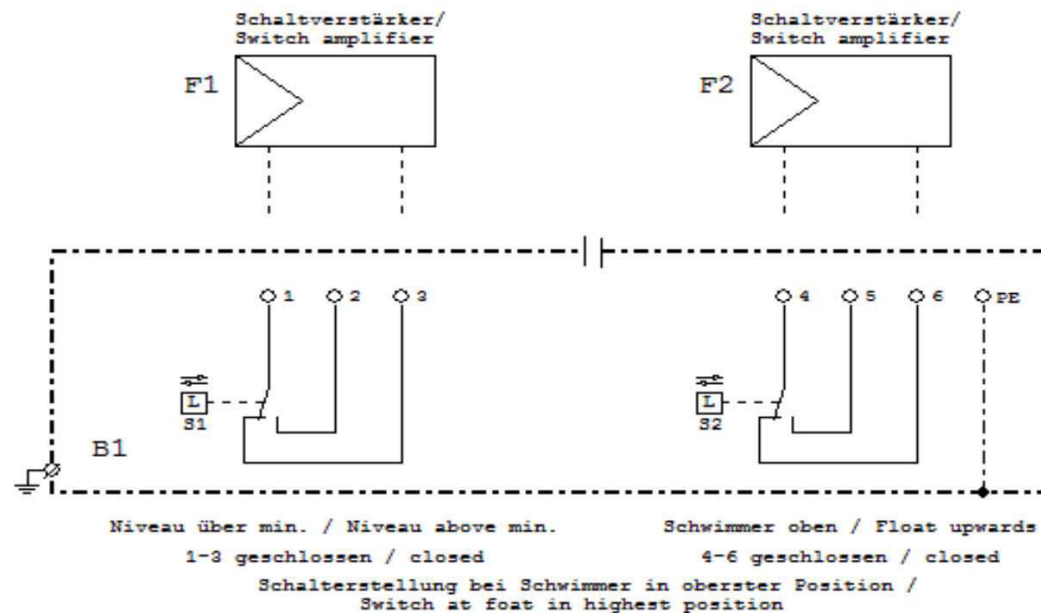 Schaltverstärker/
Switch amplifier
Schaltverstärker/
Switch amplifier
F1
F2
1 2 3
4 5 6 PE
L
S1
L
S2
B1
Niveau über min. / Niveau above min.
Schwimmer oben / Float upwards
1-3 geschlossen / closed
4-6 geschlossen / closed
Schalterstellung bei Schwimmer in oberster Position /
Switch at foat in highest position